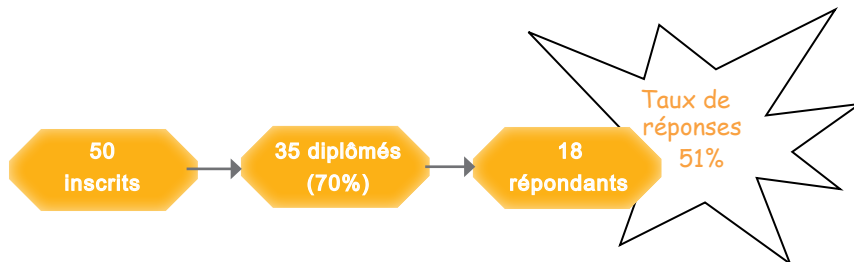 50
inscrits
35 diplômés
(70%)
18
répondants
Taux de
réponses
51%